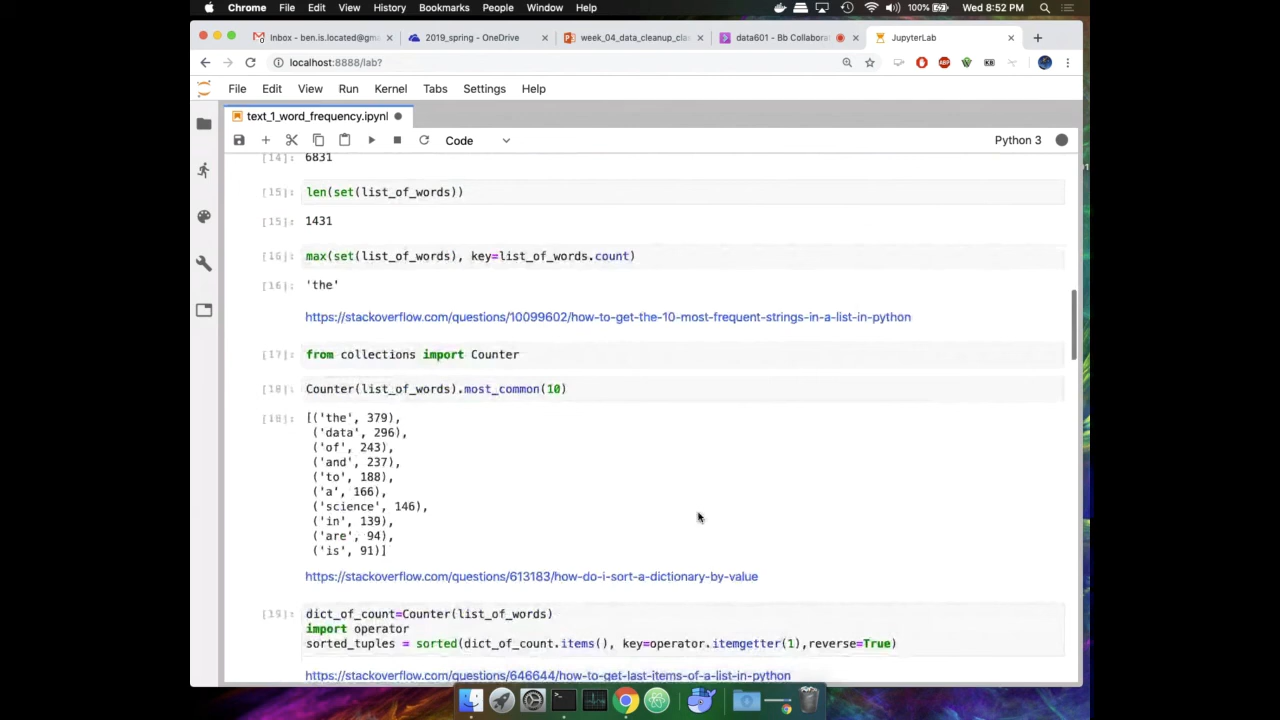 Chrome File Edit View History Bookmarks People Window Help 100% Wed 8:52 PM
Inbox - ben.is.located@gm 2019_spring - OneDrive week_04_data_cleanup_cla data601 - Bb Collabora JupyterLab
localhost:8888/lab?
File Edit View Run Kernel Tabs Settings Help
text_1_word_frequency.ipynl
Code Python 3
[14]: 6831
[15]: len(set(list_of_words))
[15]: 1431
[16]: max(set(list_of_words), key=list_of_words.count)
[16]: 'the'
https://stackoverflow.com/questions/10099602/how-to-get-the-10-most-frequent-strings-in-a-list-in-python
[17]: from collections import Counter
[18]: Counter(list_of_words).most_common(10)
[18]: [('the', 379),
('data', 296),
('of', 243),
('and', 237),
('to', 188),
('a', 166),
('science', 146),
('in', 139),
('are', 94),
('is', 91)]
https://stackoverflow.com/questions/613183/how-do-i-sort-a-dictionary-by-value
[19]: dict_of_count=Counter(list_of_words)
import operator
sorted_tuples = sorted(dict_of_count.items(), key=operator.itemgetter(1),reverse=True)
https://stackoverflow.com/questions/646644/how-to-get-last-items-of-a-list-in-python